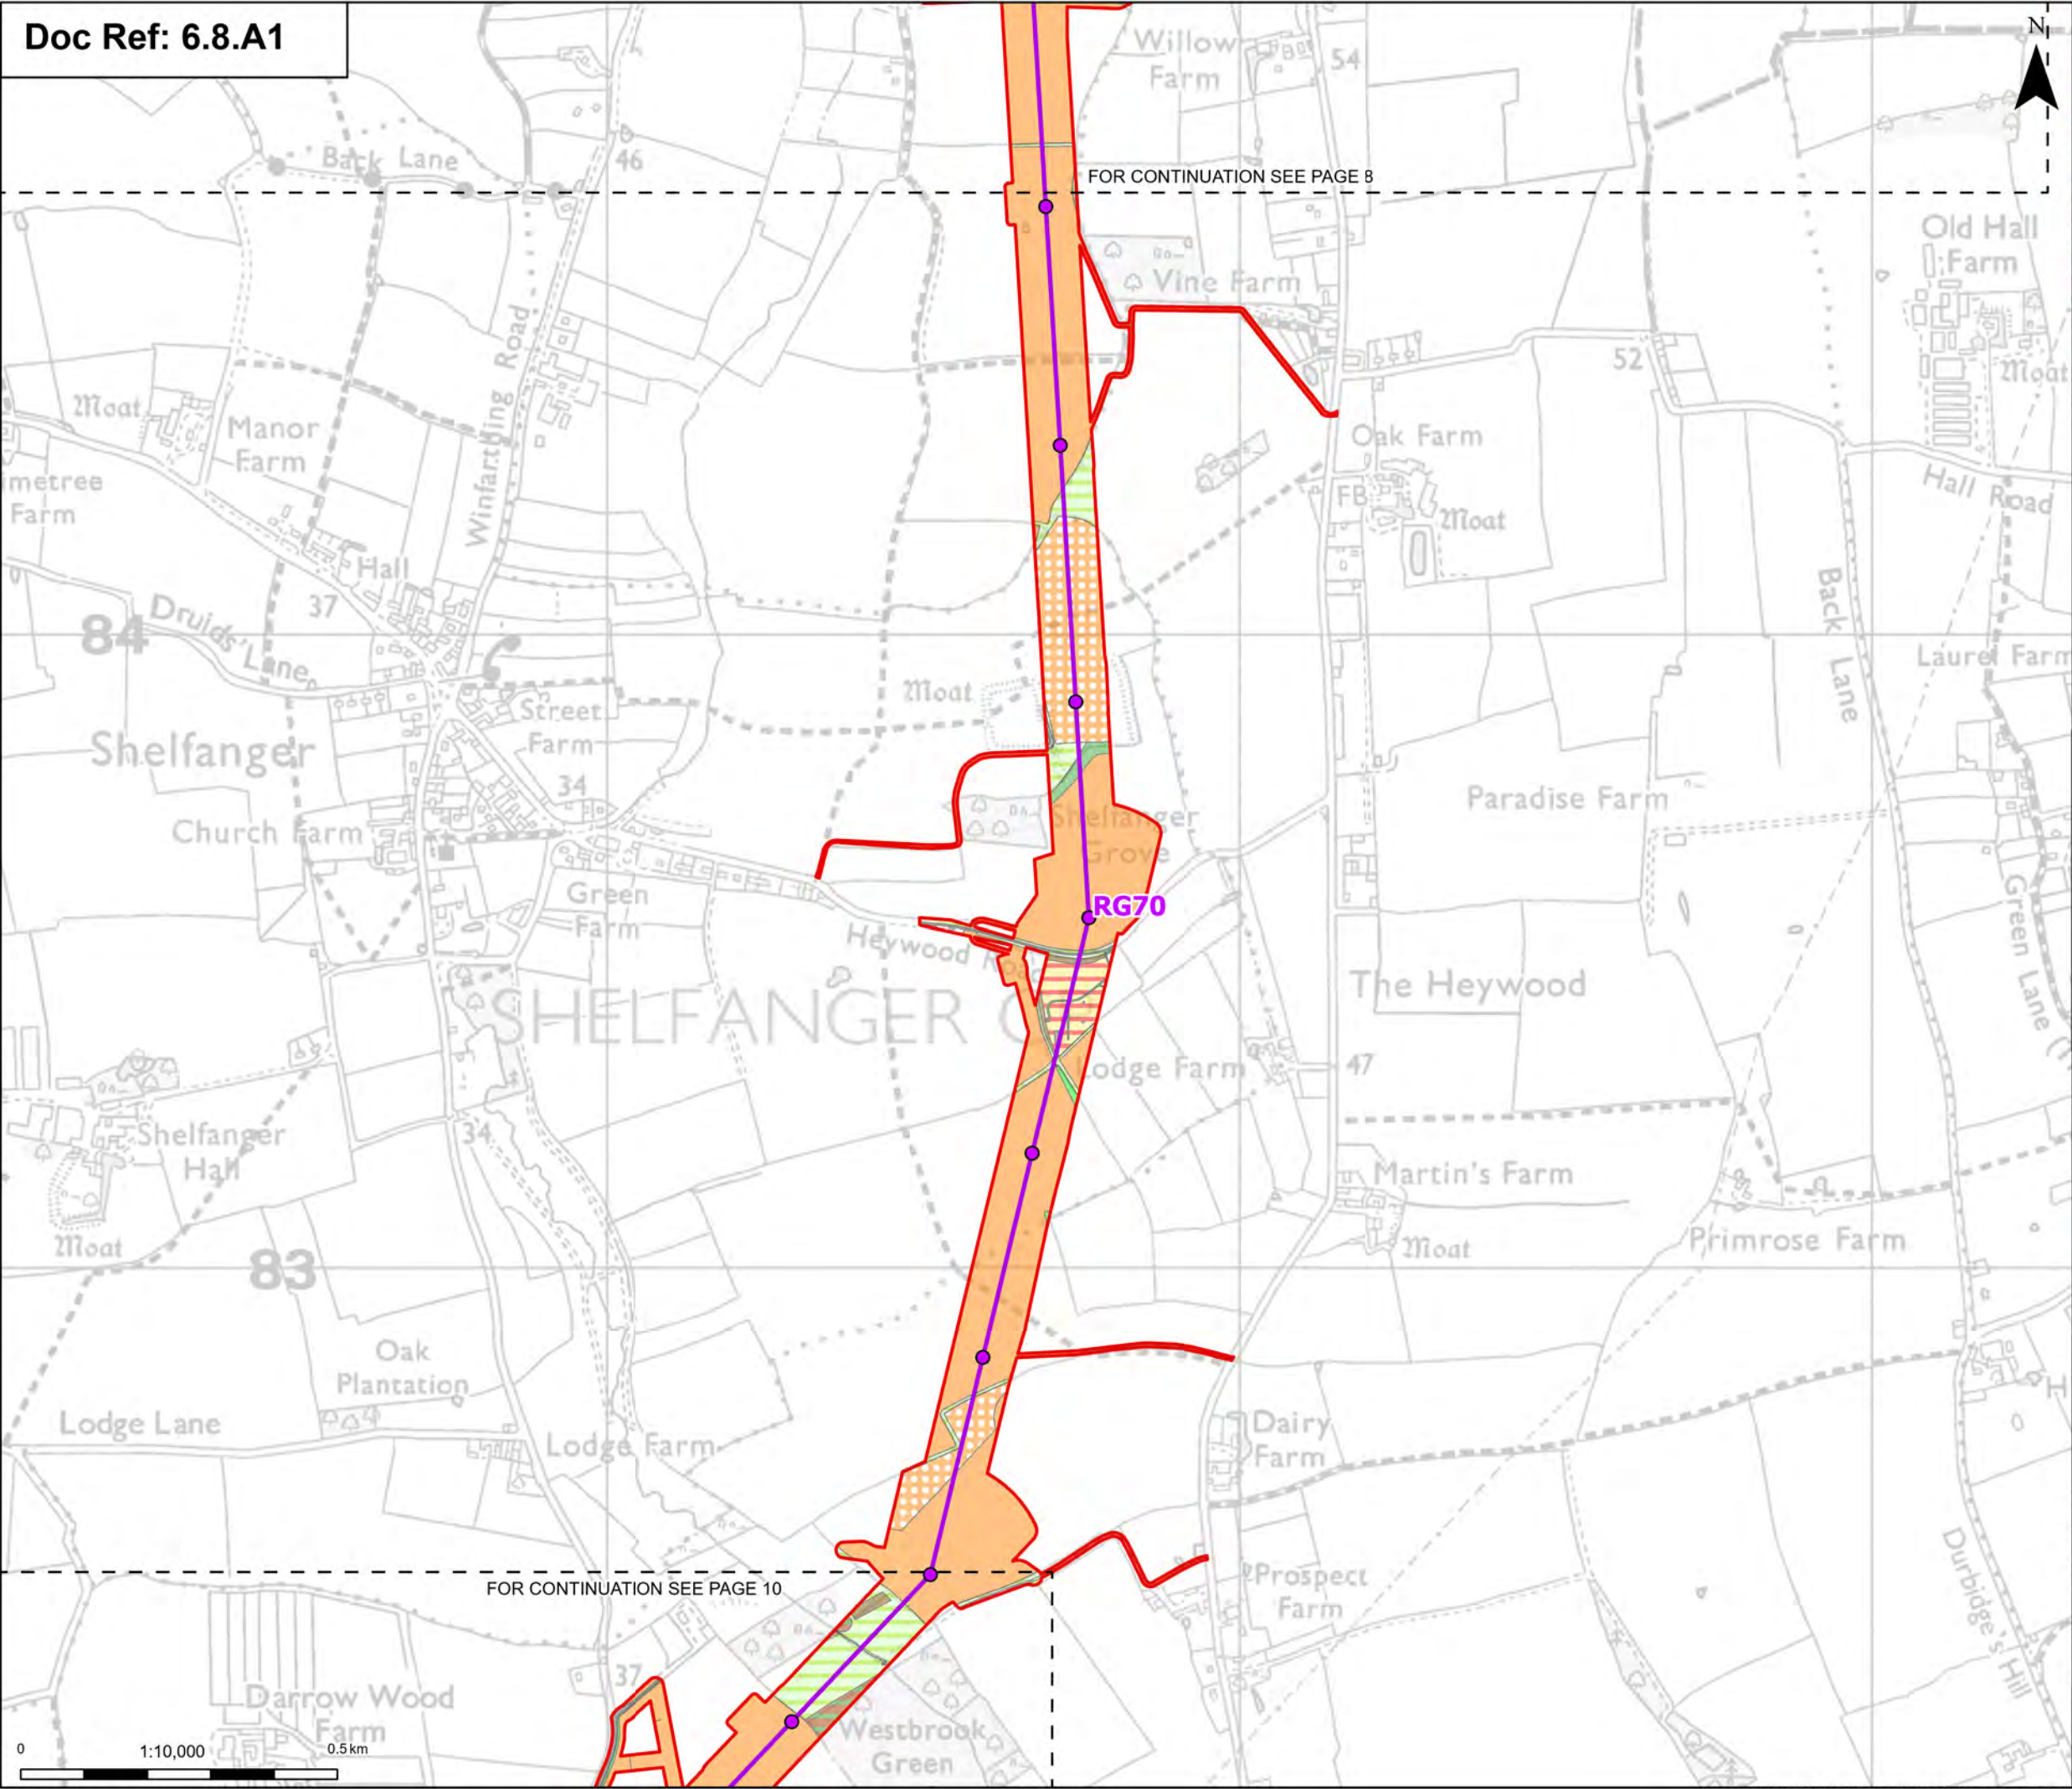 Doc Ref: 6.8.A1
N
Willow
Farm
54
Back Lane
46
FOR CONTINUATION SEE PAGE 8
Old Hall
Farm
Vine Farm
52
Moat
Moat
Manor
Farm
Winfarthing Road
Oak Farm
imetree
Farm
Hall Road
FB
Moat
Hall
37
Back Lane
84
Druids' Lane
Laurel Farm
Moat
Street
Farm
Shelfanger
34
Paradise Farm
Shelfanger
Grove
Church Farm
Green
Farm
RG70
Green Lane
Heywood Road
The Heywood
SHELFANGER C
Lodge Farm
47
34
Shelfanger
Hall
Martin's Farm
Moat
Moat
Primrose Farm
83
Oak
Plantation
H
Lodge Lane
Lodge Farm
Dairy
Farm
FOR CONTINUATION SEE PAGE 10
Prospect
Farm
Durbidge's Hill
37
Darrow Wood
Farm
Westbrook
Green
0
1:10,000
0.5 km